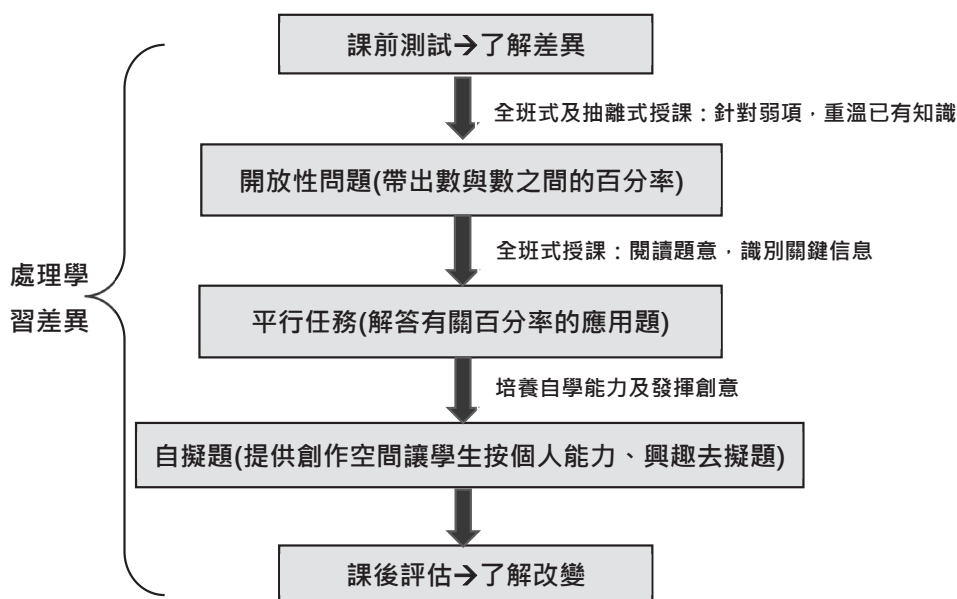 課前測試→了解差異
全班式及抽離式授課：針對弱項，重溫已有知識
開放性問題(帶出數與數之間的百分率)
全班式授課：閱讀題意，識別關鍵信息
處理學
習差異
平行任務(解答有關百分率的應用題)
培養自學能力及發揮創意
自擬題(提供創作空間讓學生按個人能力、興趣去擬題)
課後評估→了解改變